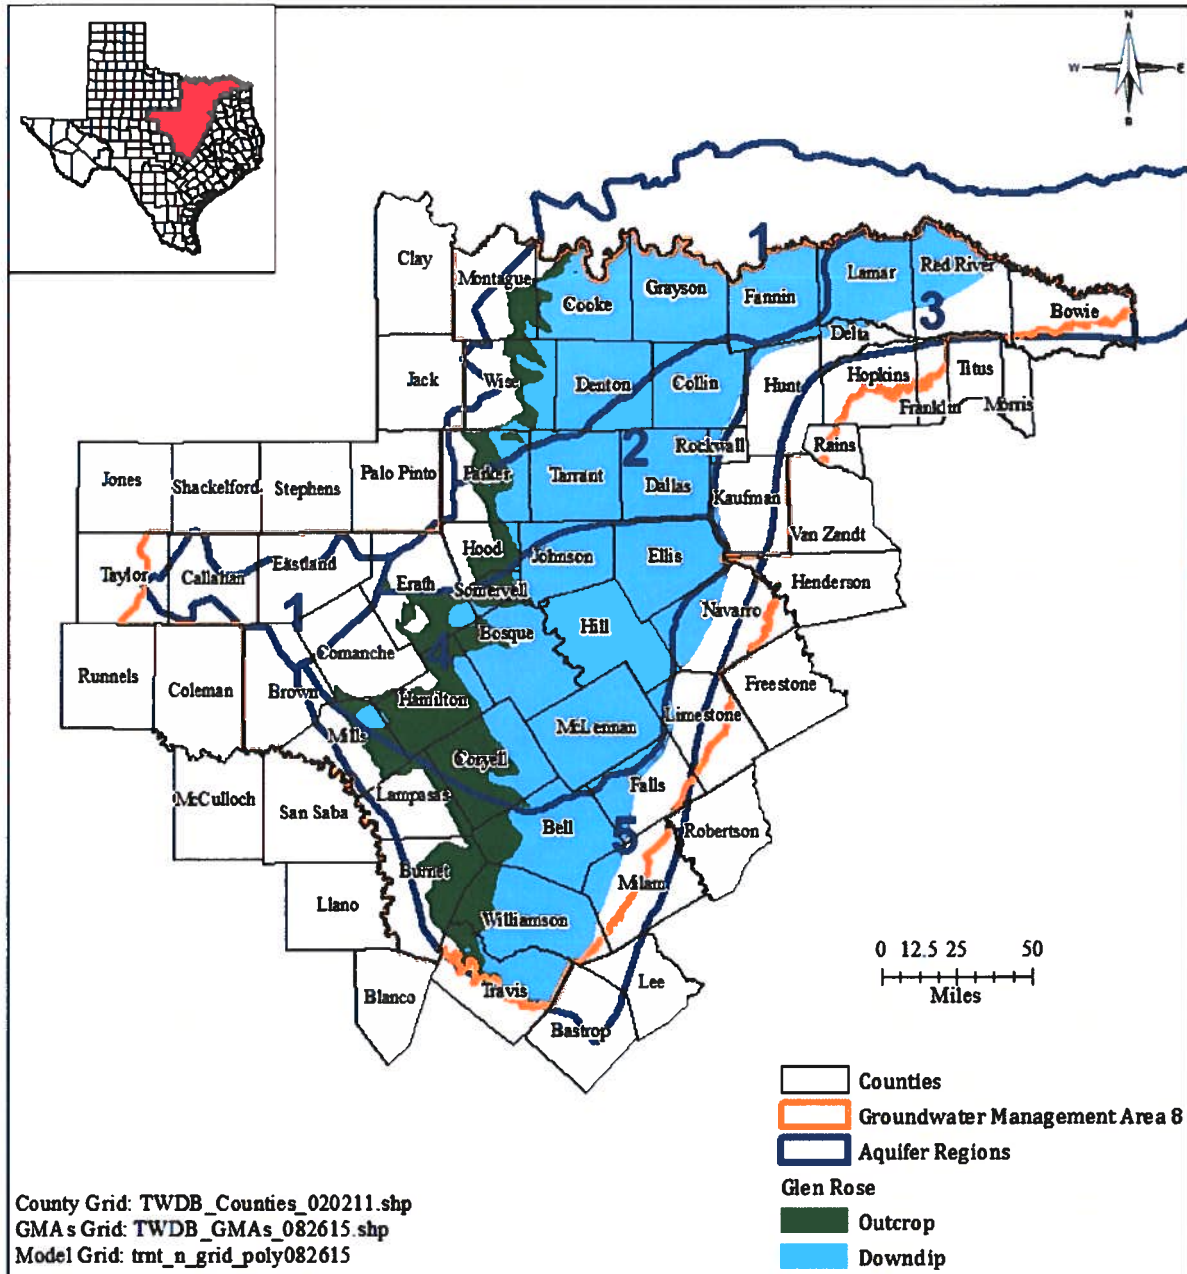 N
W E
S
1
Clay
Montague
Cooke
Grayson
Fannin
Lamar
Red River
Bowie
3
Delta
Jack
Wise
Denton
Collin
Hunt
Hopkins
Titus
Franklin
Morris
2
Rockwall
Rains
Jones
Shackelford
Stephens
Palo Pinto
Parker
Tarrant
Dallas
Kaufman
Van Zandt
Taylor
Callahan
Eastland
Erath
Hood
Johnson
Ellis
Somervell
Henderson
Navarro
1
Comanche
4
Bosque
Hill
Runnels
Coleman
Brown
Hamilton
Freestone
Mills
McLennan
Limestone
Coryell
McCulloch
San Saba
Lampasas
Falls
Bell
5
Robertson
Burnet
Milam
Llano
Williamson
Blanco
Travis
Lee
Bastrop
0 12.5 25 50
Miles
Counties
Groundwater Management Area 8
Aquifer Regions
Glen Rose
Outcrop
Downdip
County Grid: TWDB_Counties_020211.shp
GMAs Grid: TWDB_GMAs_082615.shp
Model Grid: trnt_n_grid_poly082615